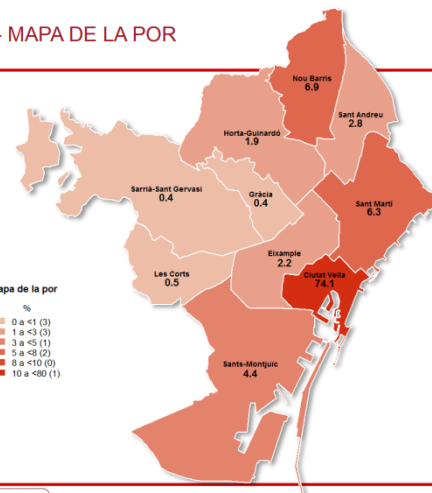 - MAPA DE LA POR
Nou Barris
6.9
Sant Andreu
2.8
Horta-Guinardó
1.9
Sarrià-Sant Gervasi
0.4
Gràcia
0.4
Sant Martí
6.3
Eixample
2.2
Les Corts
0.5
Ciutat Vella
74.1
Sants-Montjuïc
4.4
apa de la por
%
0 a <1 (3)
1 a <3 (3)
3 a <5 (1)
5 a <8 (2)
8 a <10 (0)
10 a <80 (1)